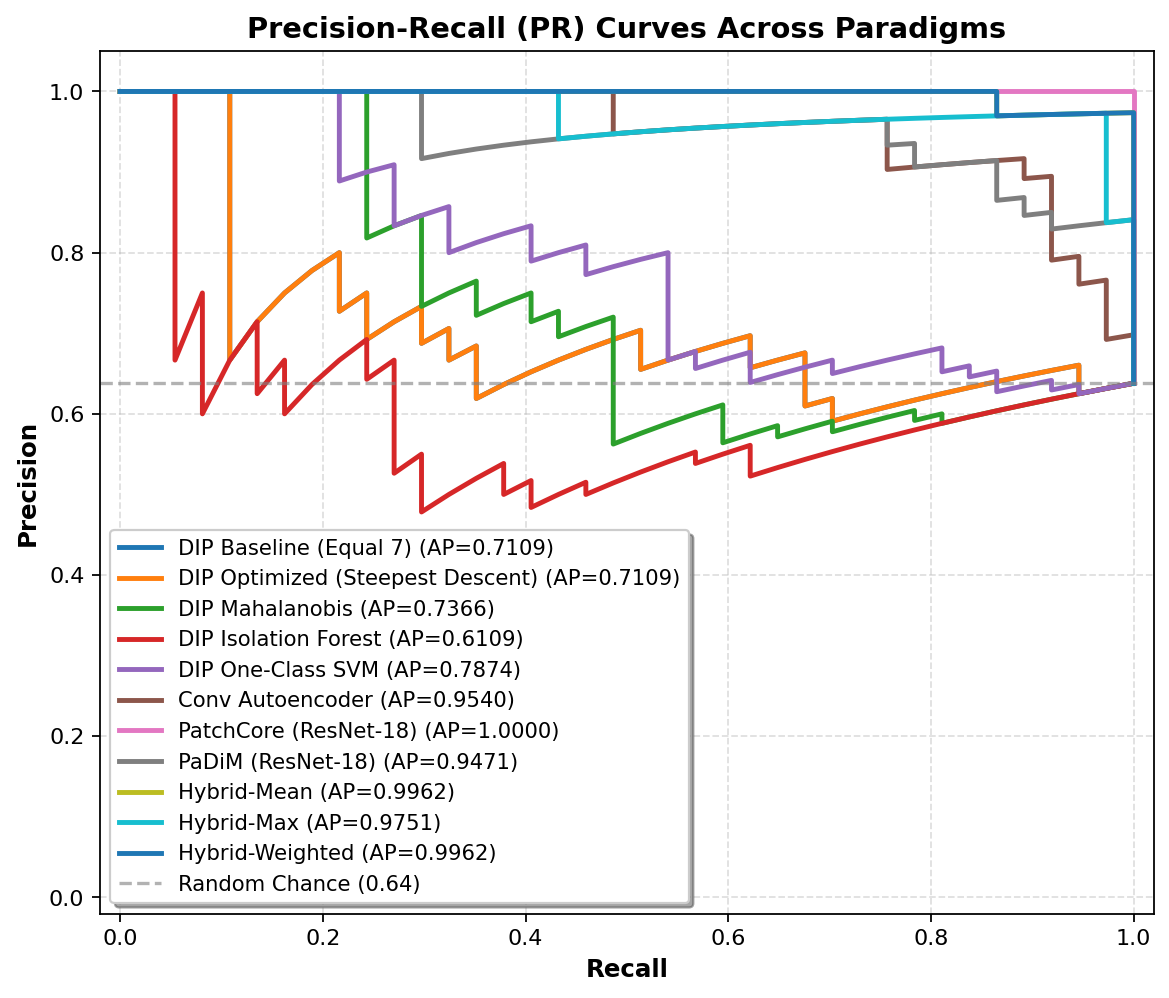 Precision-Recall (PR) Curves Across Paradigms
1.0
0.8
0.6
0.4
0.2
0.0
Precision
DIP Baseline (Equal 7) (AP=0.7109)
DIP Optimized (Steepest Descent) (AP=0.7109)
DIP Mahalanobis (AP=0.7366)
DIP Isolation Forest (AP=0.6109)
DIP One-Class SVM (AP=0.7874)
Conv Autoencoder (AP=0.9540)
PatchCore (ResNet-18) (AP=1.0000)
PaDiM (ResNet-18) (AP=0.9471)
Hybrid-Mean (AP=0.9962)
Hybrid-Max (AP=0.9751)
Hybrid-Weighted (AP=0.9962)
Random Chance (0.64)
0.0 0.2 0.4 0.6 0.8 1.0
Recall